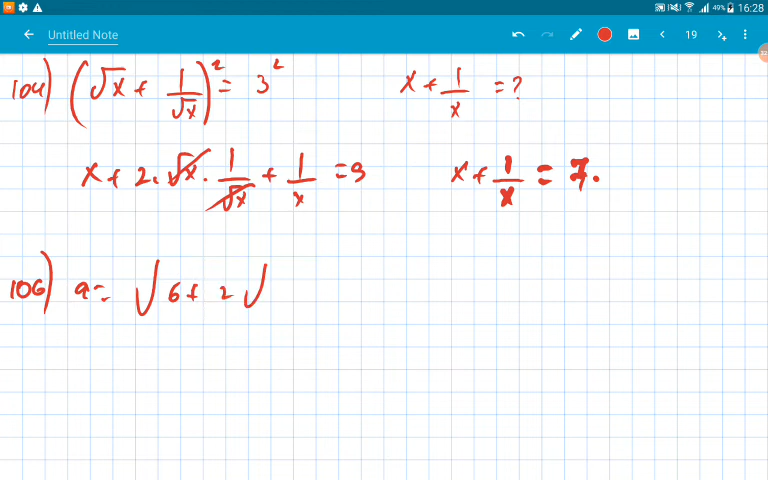 49% 16:28
Untitled Note 19
104) (√x + 1/√x)² = 3² x + 1/x = ?
x + 2 . √x . 1/√x + 1/x = 9 x + 1/x = 7.
106) a = √6 + 2√